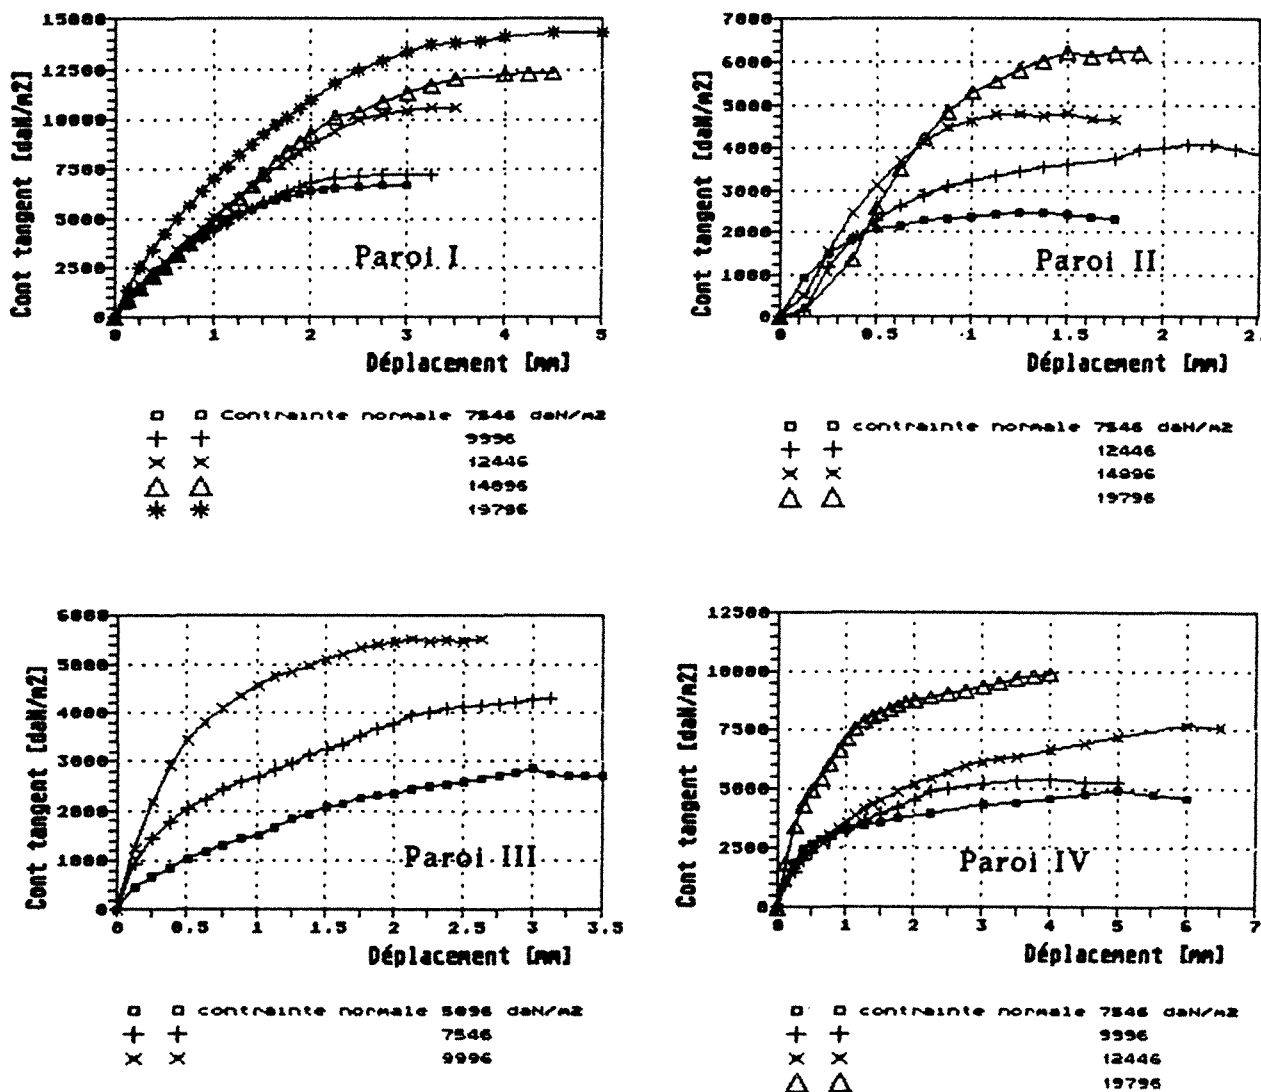 Cont tangent [daN/m2]
15000
12500
10000
7500
5000
2500
0
0 1 2 3 4 5
Paroi I
Déplacement [mm]
Contrainte normale 7546 daN/m2
9996
12446
14896
19796
Cont tangent [daN/m2]
7000
6000
5000
4000
3000
2000
1000
0
0 0.5 1 1.5 2 2.
Paroi II
Déplacement [mm]
contrainte normale 7546 daN/m2
12446
14896
19796
Cont tangent [daN/m2]
6000
5000
4000
3000
2000
1000
0
0 0.5 1 1.5 2 2.5 3 3.5
Paroi III
Déplacement [mm]
contrainte normale 5096 daN/m2
7546
9996
Cont tangent [daN/m2]
12500
10000
7500
5000
2500
0
0 1 2 3 4 5 6 7
Paroi IV
Déplacement [mm]
contrainte normale 7546 daN/m2
9996
12446
19796